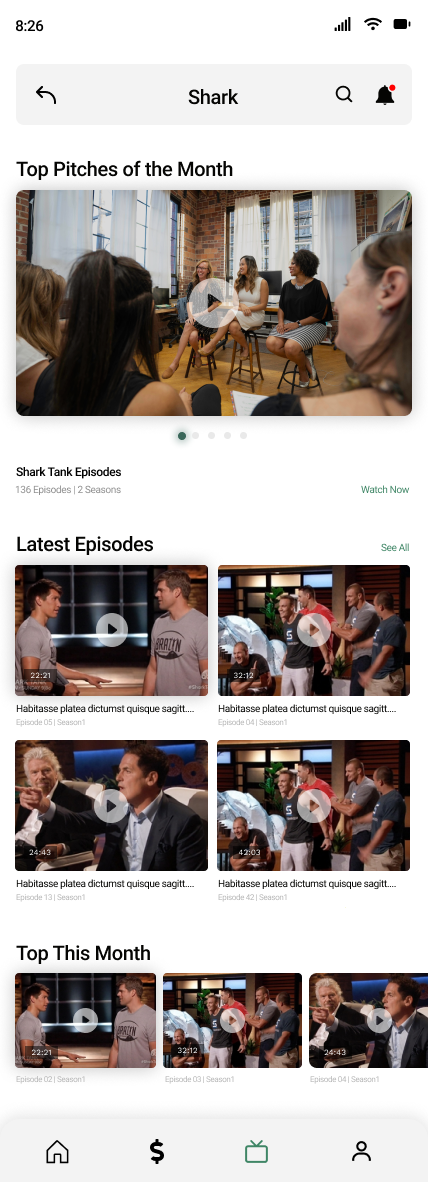 8:26
Shark
Top Pitches of the Month
Shark Tank Episodes
136 Episodes | 2 Seasons
Watch Now
Latest Episodes
See All
22:21
32:12
Habitasse platea dictumst quisque sagitt....
Habitasse platea dictumst quisque sagitt....
Episode 05 | Season1
Episode 04 | Season1
24:43
42:03
Habitasse platea dictumst quisque sagitt....
Habitasse platea dictumst quisque sagitt....
Episode 13 | Season1
Episode 42 | Season1
Top This Month
22:21
32:12
24:43
Episode 02 | Season1
Episode 03 | Season1
Episode 04 | Season1
$